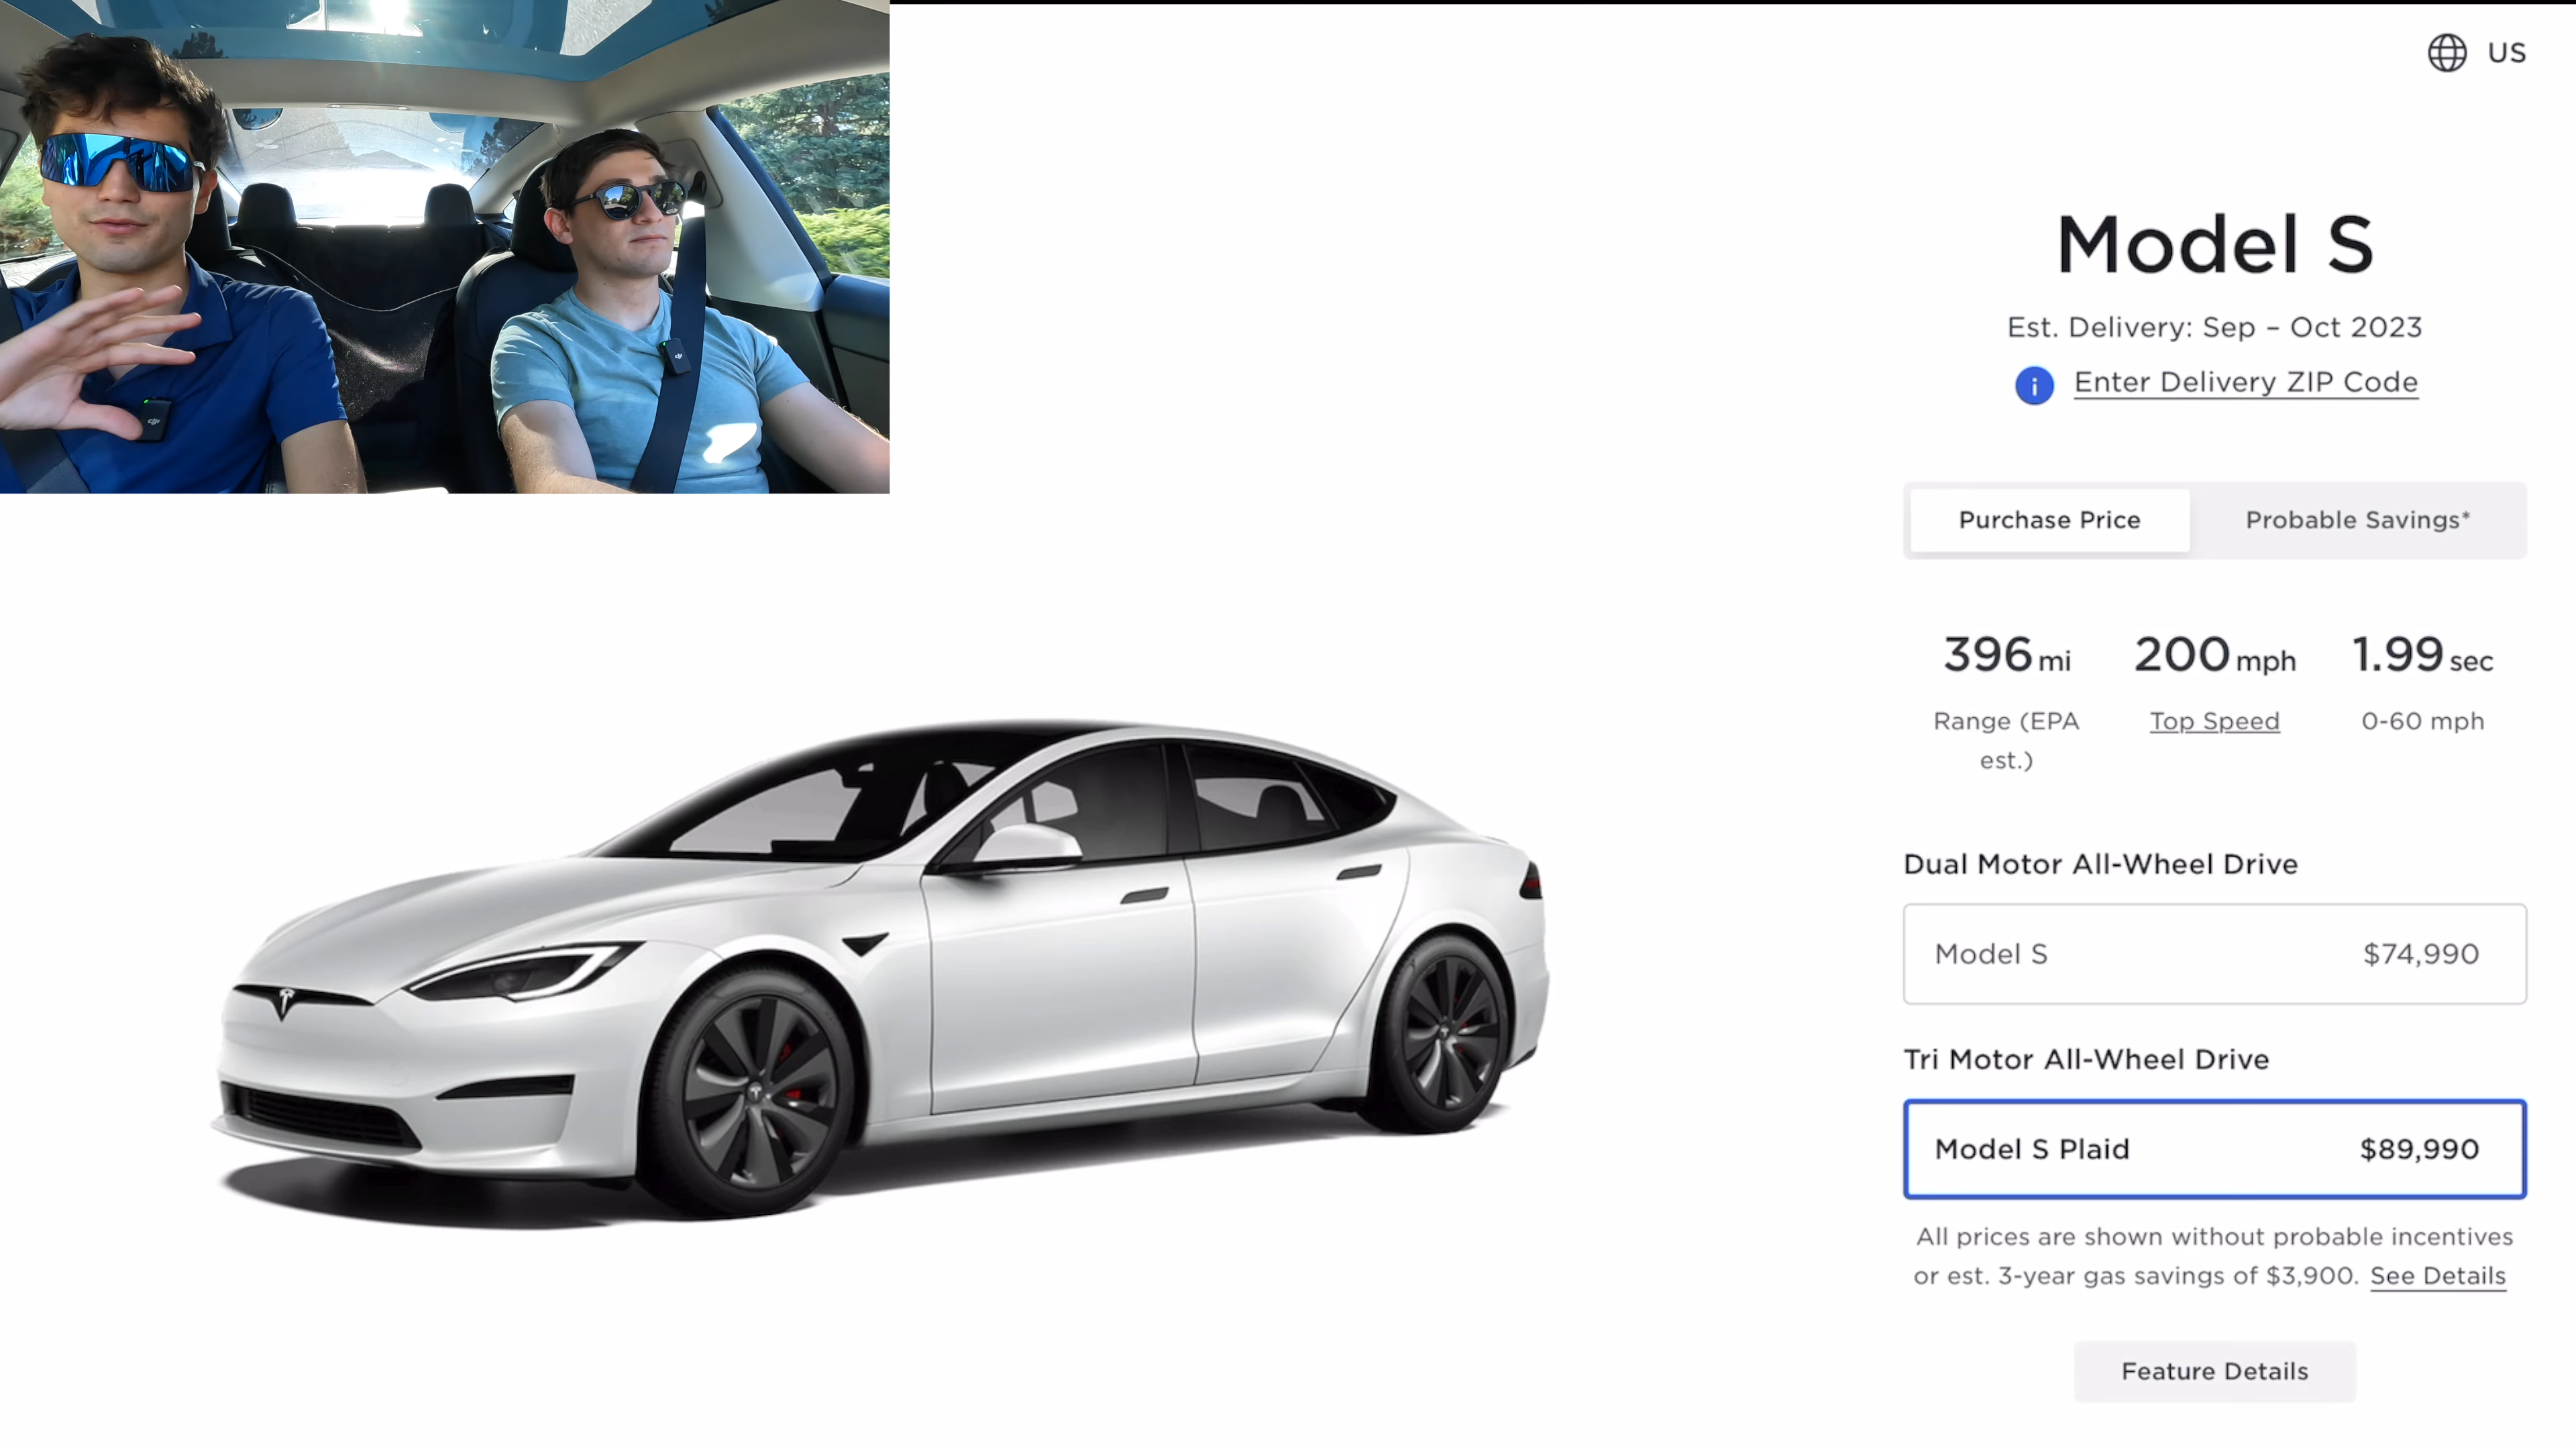 US
Model S
Est. Delivery: Sep – Oct 2023
i Enter Delivery ZIP Code
Purchase Price Probable Savings*
396 mi 200 mph 1.99 sec
Range (EPA est.) Top Speed 0-60 mph
Dual Motor All-Wheel Drive
Model S $74,990
Tri Motor All-Wheel Drive
Model S Plaid $89,990
All prices are shown without probable incentives
or est. 3-year gas savings of $3,900. See Details
Feature Details